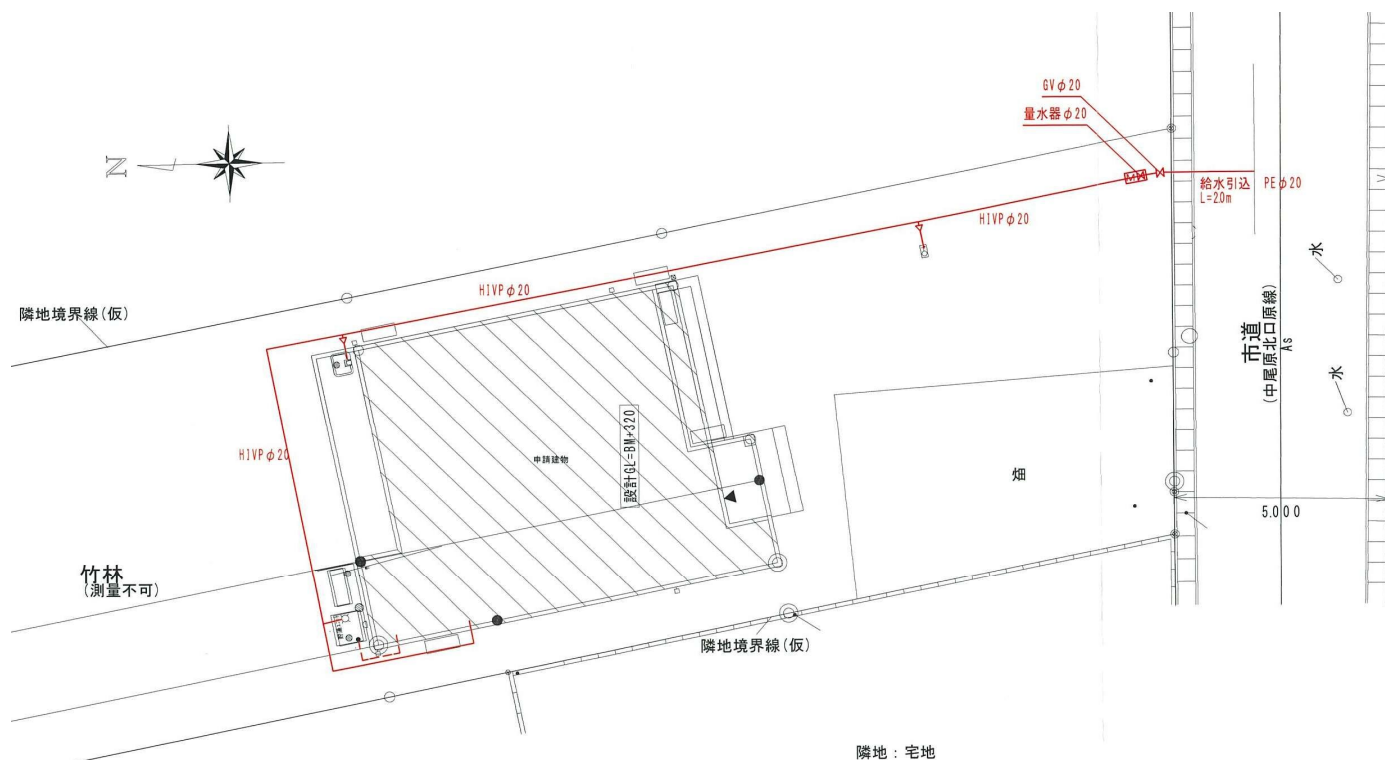 GVφ20
量水器φ20
給水引込 PEφ20
L=2.0m
HIVPφ20
N
水
HIVPφ20
隣地境界線(仮)
市道
(中尾原北口原線)
As
水
設計GL=BM+320
HIVPφ20
申請建物
畑
5.000
竹林
(測量不可)
隣地境界線(仮)
隣地：宅地